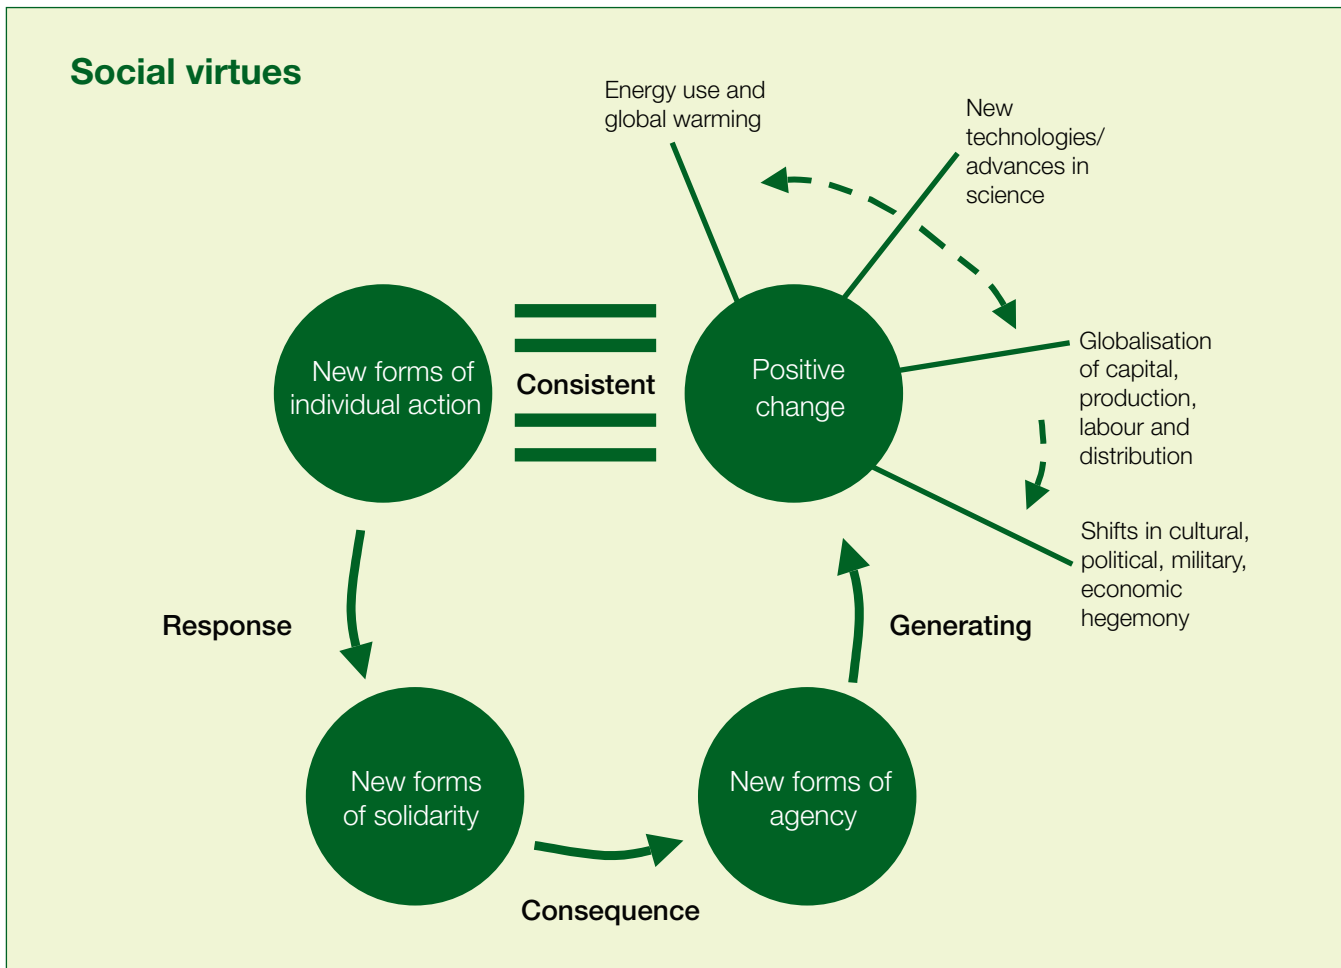 Social virtues
Energy use and
global warming
New
technologies/
advances in
science
New forms of
individual action
Consistent
Positive
change
Globalisation
of capital,
production,
labour and
distribution
Shifts in cultural,
political, military,
economic
hegemony
Response
Generating
New forms
of solidarity
New forms of
agency
Consequence